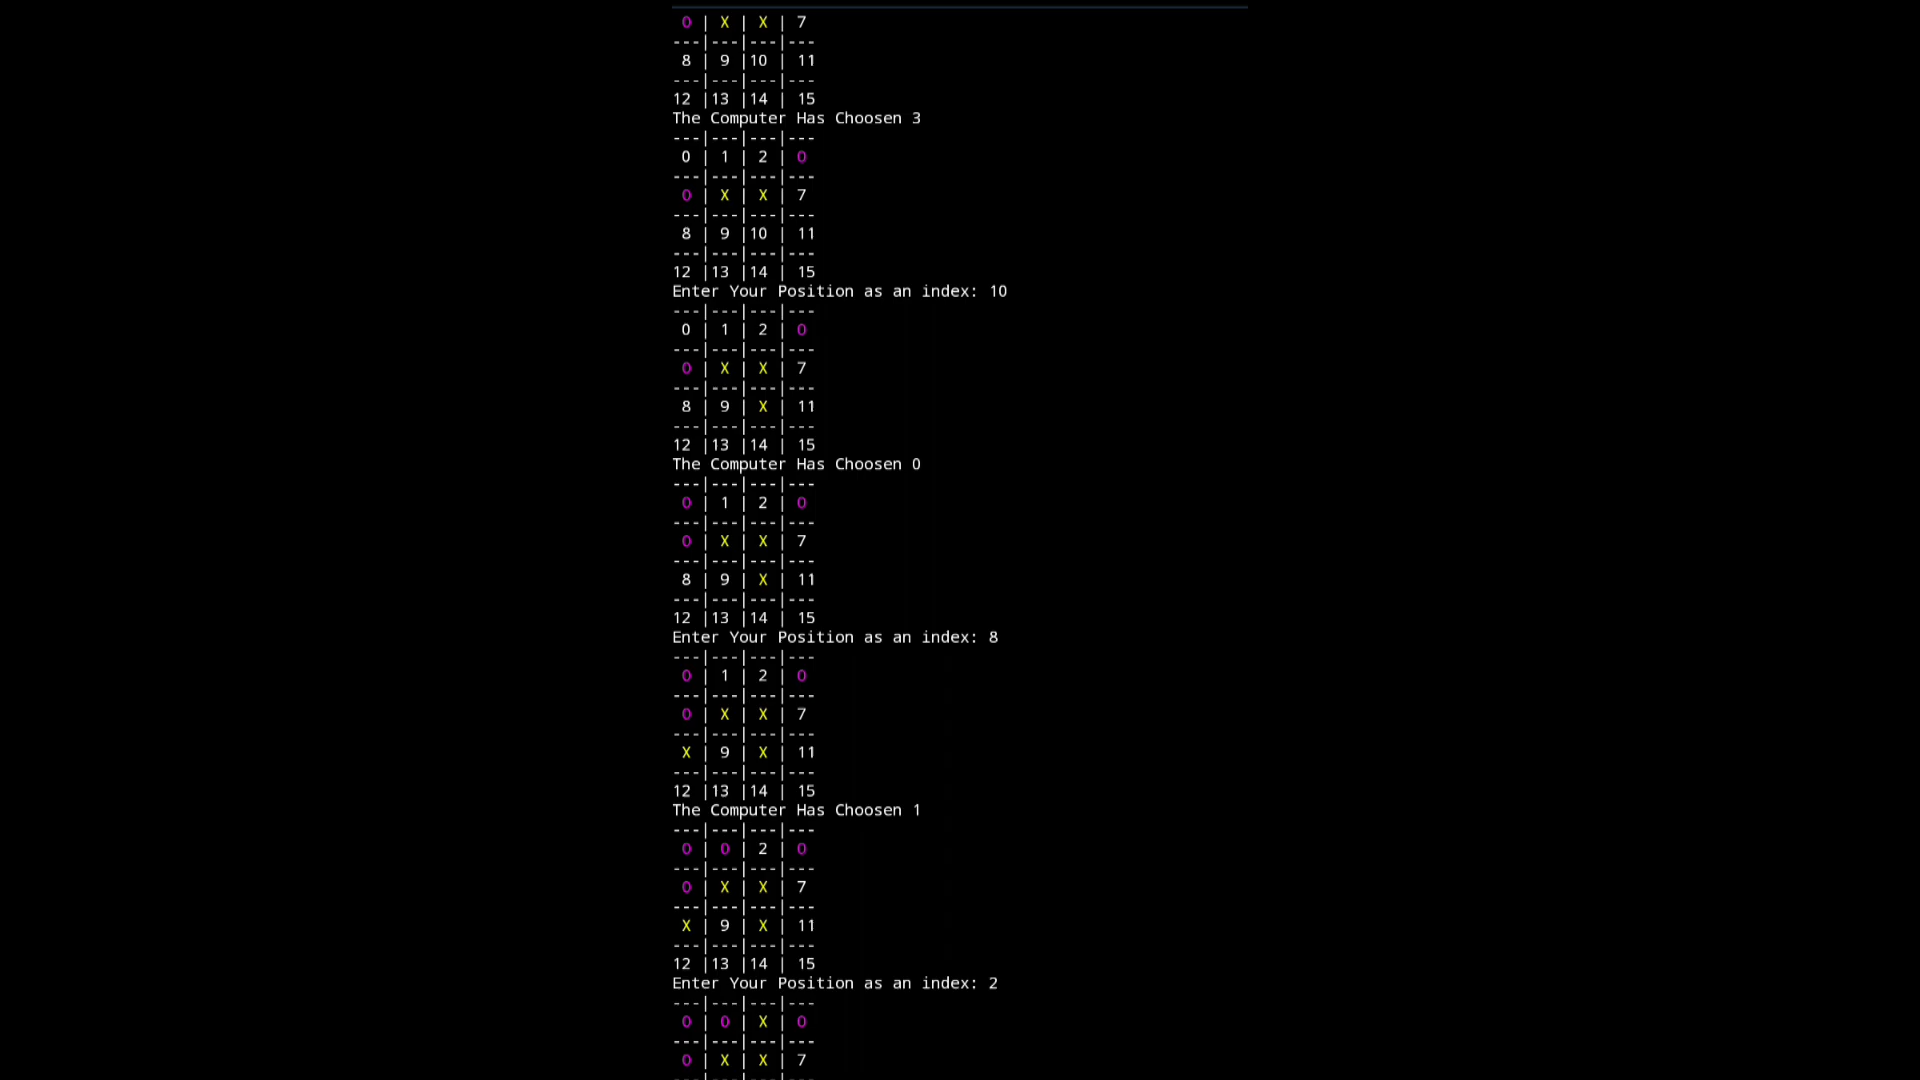 O | X | X | 7
---|---|---|---
8 | 9 |10 | 11
---|---|---|---
12 |13 |14 | 15
The Computer Has Choosen 3
---|---|---|---
0 | 1 | 2 | O
---|---|---|---
O | X | X | 7
---|---|---|---
8 | 9 |10 | 11
---|---|---|---
12 |13 |14 | 15
Enter Your Position as an index: 10
---|---|---|---
0 | 1 | 2 | O
---|---|---|---
O | X | X | 7
---|---|---|---
8 | 9 | X | 11
---|---|---|---
12 |13 |14 | 15
The Computer Has Choosen 0
---|---|---|---
O | 1 | 2 | O
---|---|---|---
O | X | X | 7
---|---|---|---
8 | 9 | X | 11
---|---|---|---
12 |13 |14 | 15
Enter Your Position as an index: 8
---|---|---|---
O | 1 | 2 | O
---|---|---|---
O | X | X | 7
---|---|---|---
X | 9 | X | 11
---|---|---|---
12 |13 |14 | 15
The Computer Has Choosen 1
---|---|---|---
O | O | 2 | O
---|---|---|---
O | X | X | 7
---|---|---|---
X | 9 | X | 11
---|---|---|---
12 |13 |14 | 15
Enter Your Position as an index: 2
---|---|---|---
O | O | X | O
---|---|---|---
O | X | X | 7